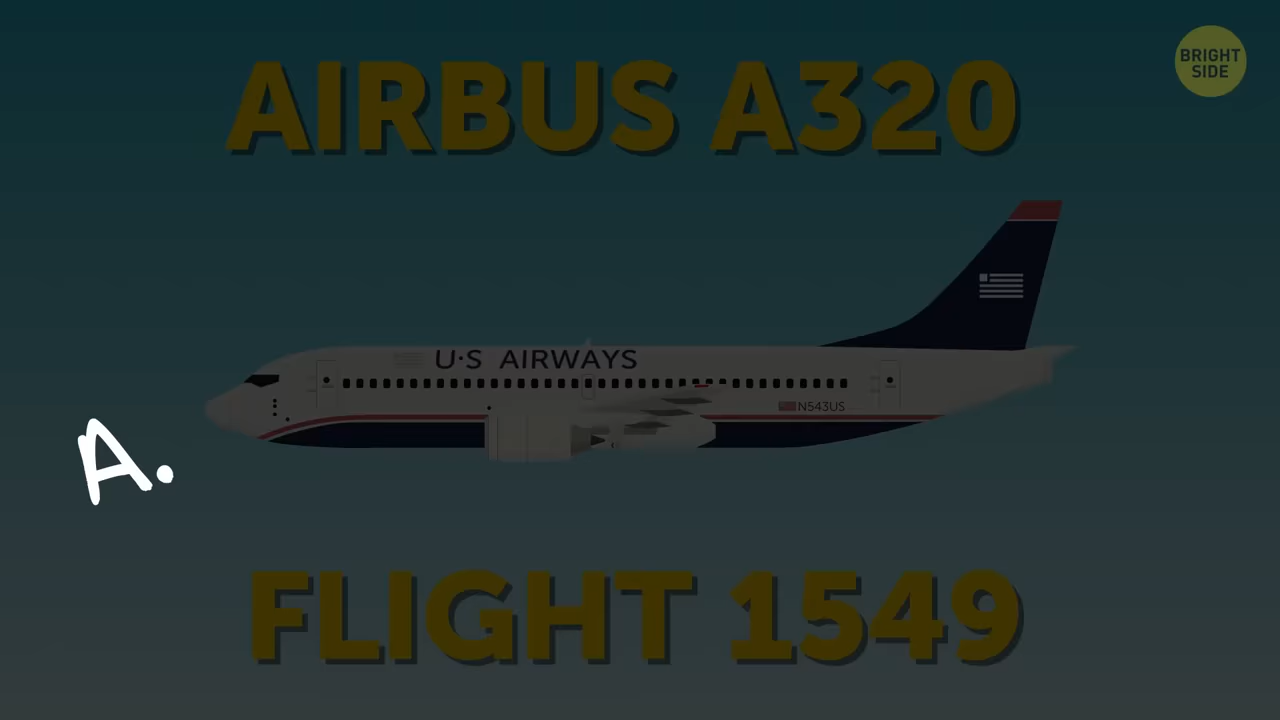 AIRBUS A320
BRIGHT
SIDE
U·S AIRWAYS
N543US
A.
FLIGHT 1549